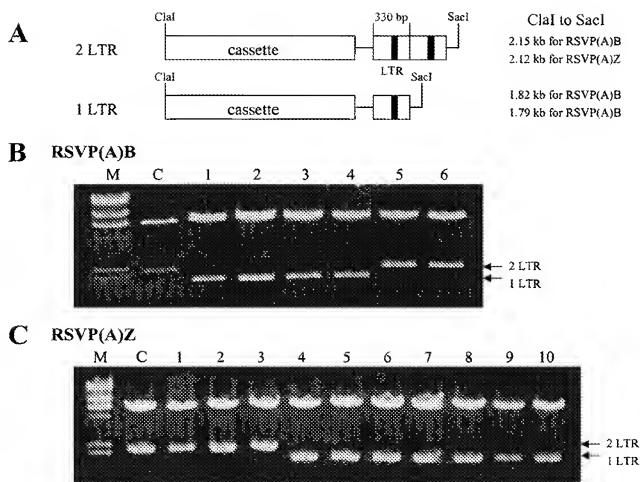 A
ClaI 330 bp SacI ClaI to SacI
2 LTR cassette 2.15 kb for RSVP(A)B
2.12 kb for RSVP(A)Z
LTR
ClaI SacI
1 LTR cassette 1.82 kb for RSVP(A)B
1.79 kb for RSVP(A)B
B RSVP(A)B
M C 1 2 3 4 5 6
2 LTR
1 LTR
C RSVP(A)Z
M C 1 2 3 4 5 6 7 8 9 10
2 LTR
1 LTR